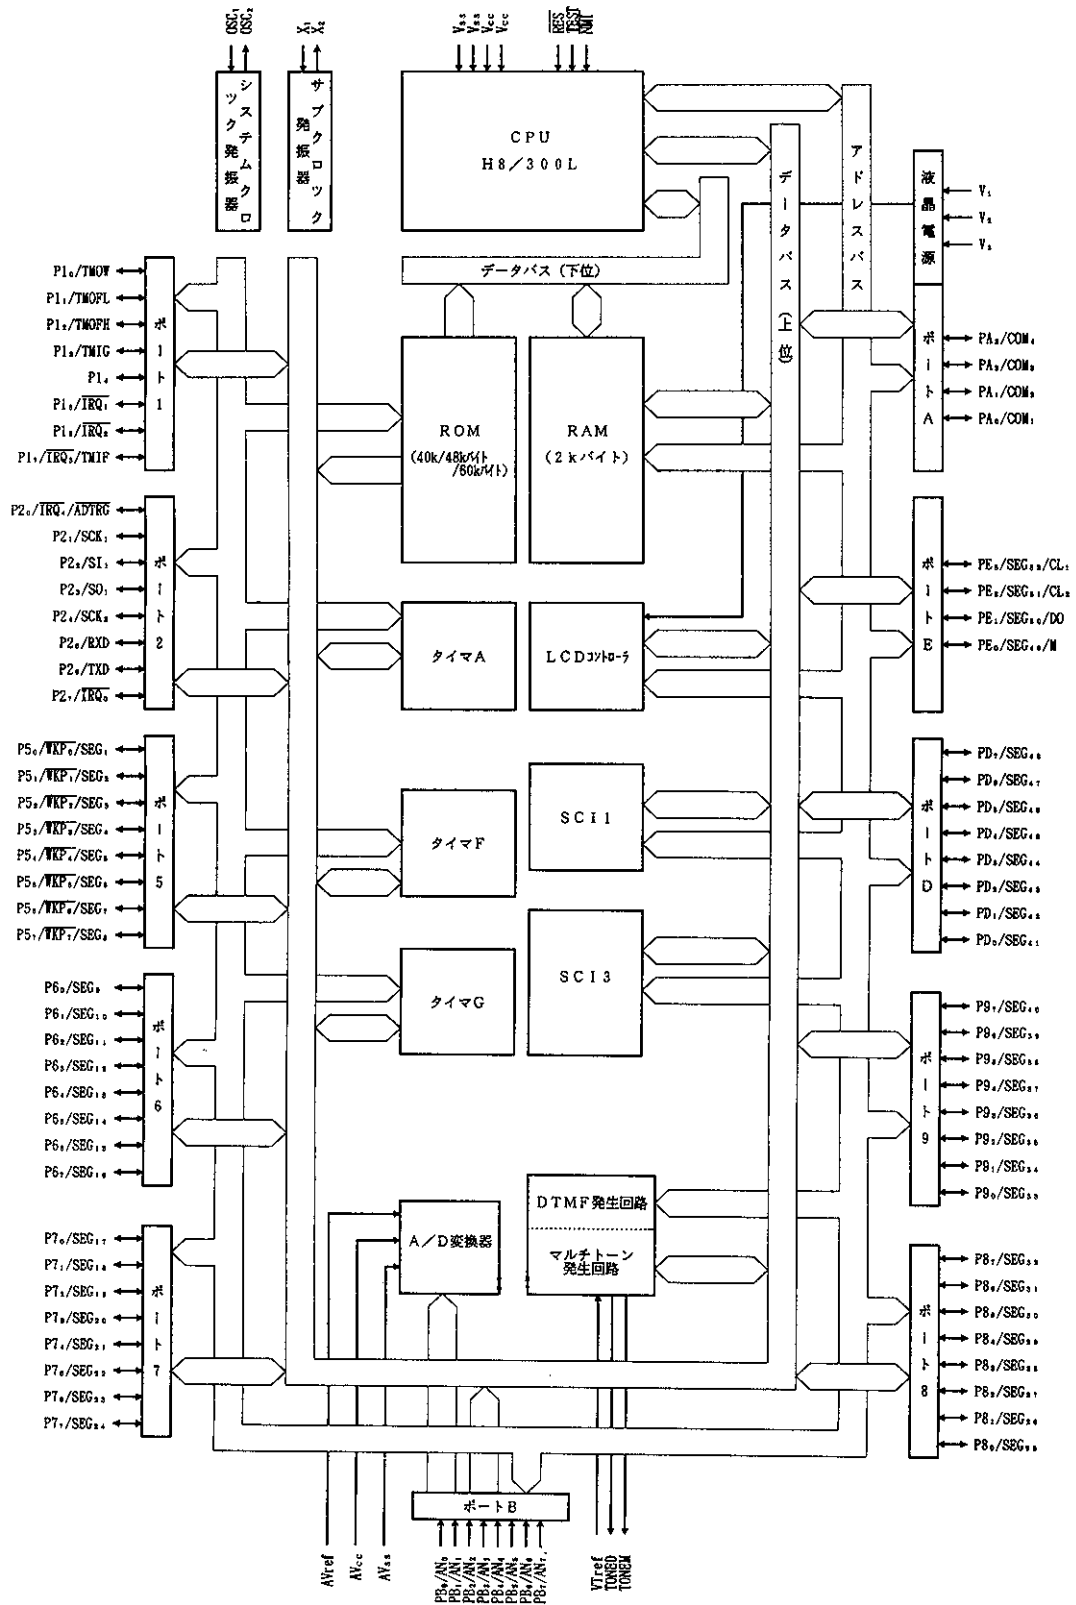 OSC₁
OSC₂
X₁
X₂
Vss
Vss
Vcc
Vcc
RES
TEST
システムクロック発振器
サブクロック発振器
CPU
H8/300L
データバス(下位)
データバス(上位)
アドレスバス
液晶電源
V₁
V₂
V₃
P1₀/TMOW
P1₁/TMOFL
P1₂/TMOFH
P1₃/TMIG
P1₄
P1₅/IRQ₁
P1₆/IRQ₂
P1₇/IRQ₃/TMIF
ポート1
ROM
(40k/48kバイト
/60kバイト)
RAM
(2kバイト)
ポートA
PA₃/COM₄
PA₂/COM₃
PA₁/COM₂
PA₀/COM₁
P2₀/IRQ₄/ADTRG
P2₁/SCK₁
P2₂/SI₁
P2₃/SO₁
P2₄/SCK₃
P2₅/RXD
P2₆/TXD
P2₇/IRQ₀
ポート2
タイマA
LCDコントローラ
ポートE
PE₃/SEG₅₂/CL₁
PE₂/SEG₅₁/CL₂
PE₁/SEG₅₀/DO
PE₀/SEG₄₉/M
P5₀/WKP₀/SEG₁
P5₁/WKP₁/SEG₂
P5₂/WKP₂/SEG₃
P5₃/WKP₃/SEG₄
P5₄/WKP₄/SEG₅
P5₅/WKP₅/SEG₆
P5₆/WKP₆/SEG₇
P5₇/WKP₇/SEG₈
ポート5
タイマF
SCI1
ポートD
PD₇/SEG₄₈
PD₆/SEG₄₇
PD₅/SEG₄₆
PD₄/SEG₄₅
PD₃/SEG₄₄
PD₂/SEG₄₃
PD₁/SEG₄₂
PD₀/SEG₄₁
P6₀/SEG₉
P6₁/SEG₁₀
P6₂/SEG₁₁
P6₃/SEG₁₂
P6₄/SEG₁₃
P6₅/SEG₁₄
P6₆/SEG₁₅
P6₇/SEG₁₆
ポート6
タイマG
SCI3
ポート9
P9₇/SEG₄₀
P9₆/SEG₃₉
P9₅/SEG₃₈
P9₄/SEG₃₇
P9₃/SEG₃₆
P9₂/SEG₃₅
P9₁/SEG₃₄
P9₀/SEG₃₃
P7₀/SEG₁₇
P7₁/SEG₁₈
P7₂/SEG₁₉
P7₃/SEG₂₀
P7₄/SEG₂₁
P7₅/SEG₂₂
P7₆/SEG₂₃
P7₇/SEG₂₄
ポート7
A/D変換器
DTMF発生回路
マルチトーン
発生回路
ポート8
P8₇/SEG₃₂
P8₆/SEG₃₁
P8₅/SEG₃₀
P8₄/SEG₂₉
P8₃/SEG₂₈
P8₂/SEG₂₇
P8₁/SEG₂₆
P8₀/SEG₂₅
ポートB
AVref
AVcc
AVss
PB₀/AN₀
PB₁/AN₁
PB₂/AN₂
PB₃/AN₃
PB₄/AN₄
PB₅/AN₅
PB₆/AN₆
PB₇/AN₇
VTref
TONED
TONEM